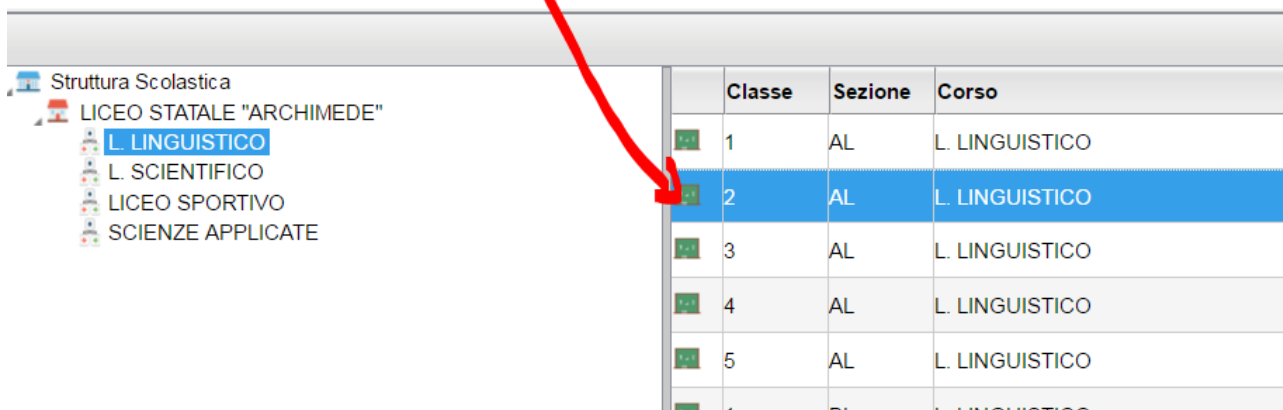 Struttura Scolastica
LICEO STATALE "ARCHIMEDE"
L. LINGUISTICO
L. SCIENTIFICO
LICEO SPORTIVO
SCIENZE APPLICATE
Classe Sezione Corso
1 AL L. LINGUISTICO
2 AL L. LINGUISTICO
3 AL L. LINGUISTICO
4 AL L. LINGUISTICO
5 AL L. LINGUISTICO